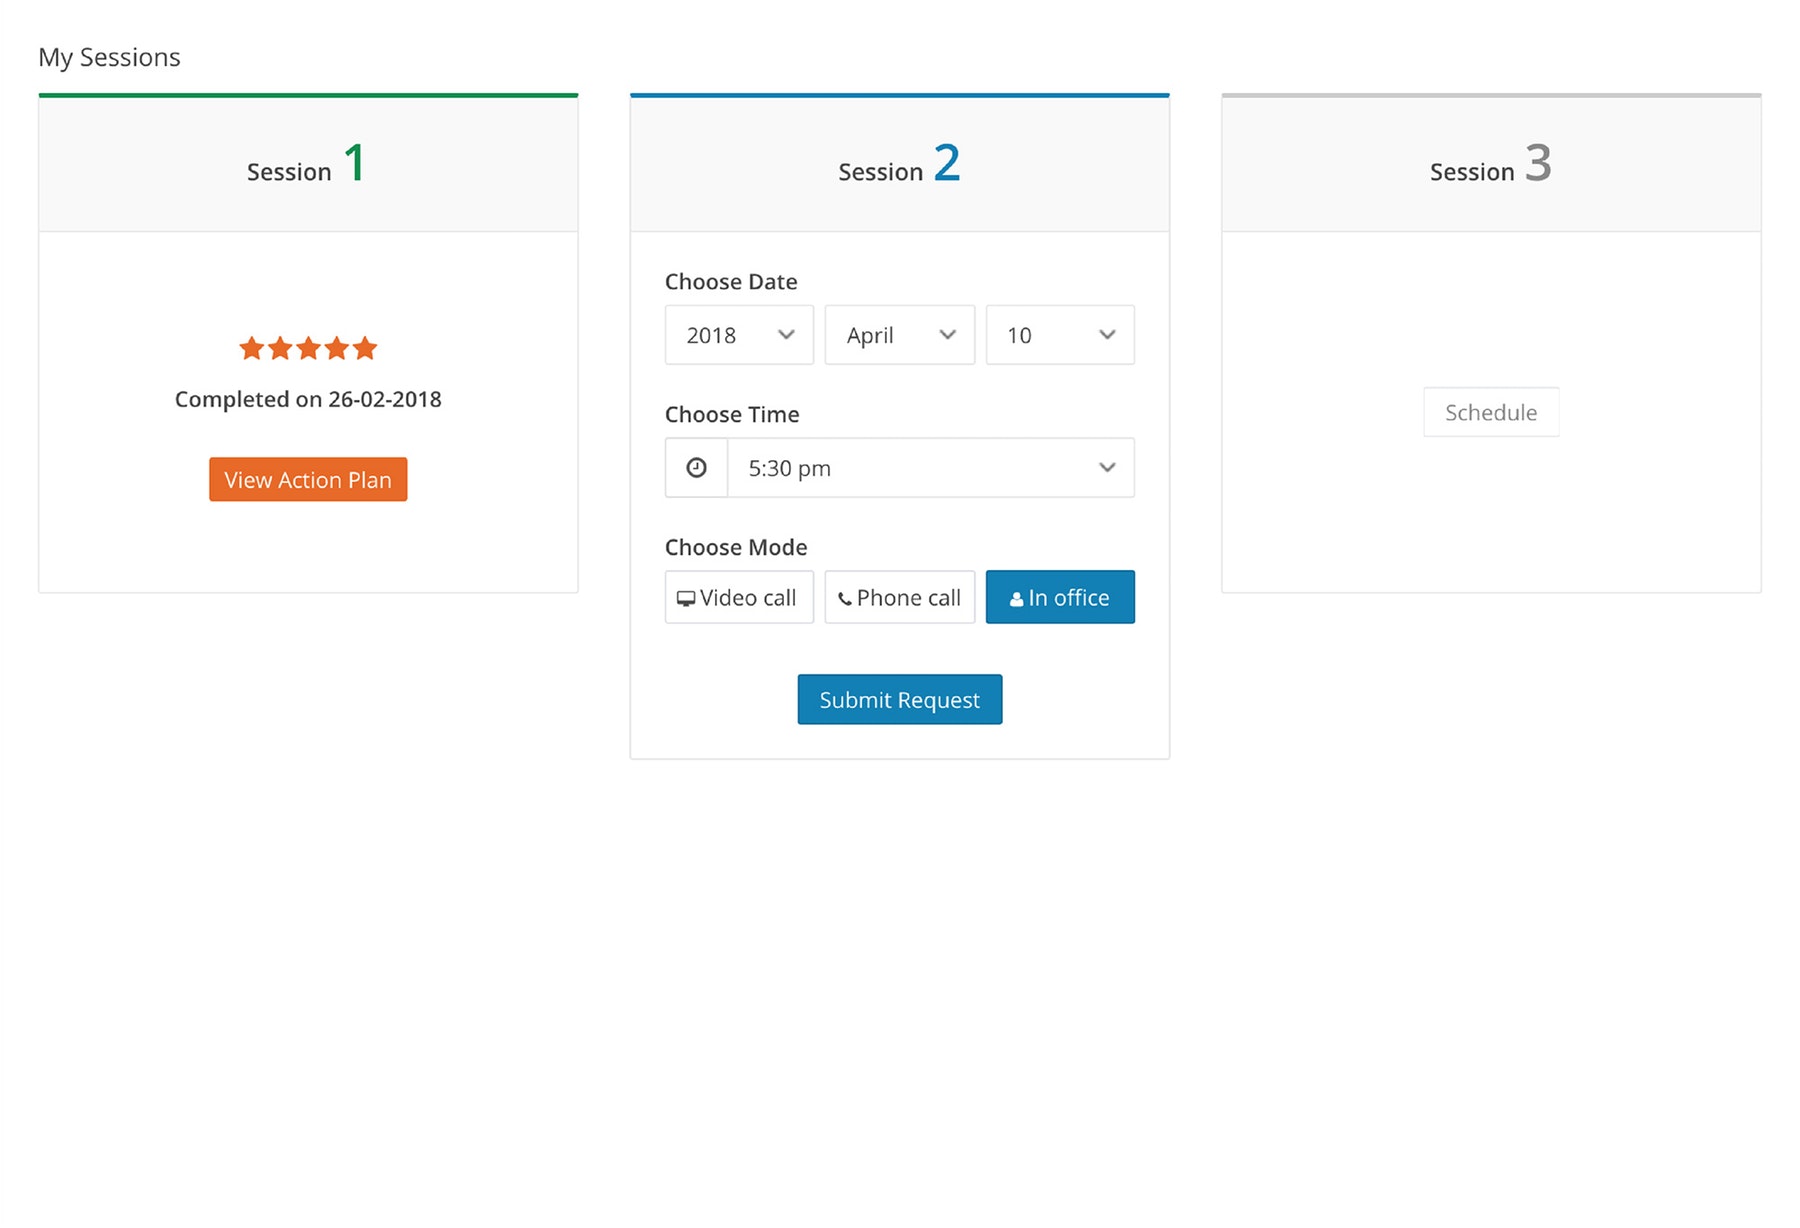 My Sessions
Session 1
Completed on 26-02-2018
View Action Plan
Session 2
Choose Date
2018 April 10
Choose Time
5:30 pm
Choose Mode
Video call Phone call In office
Submit Request
Session 3
Schedule